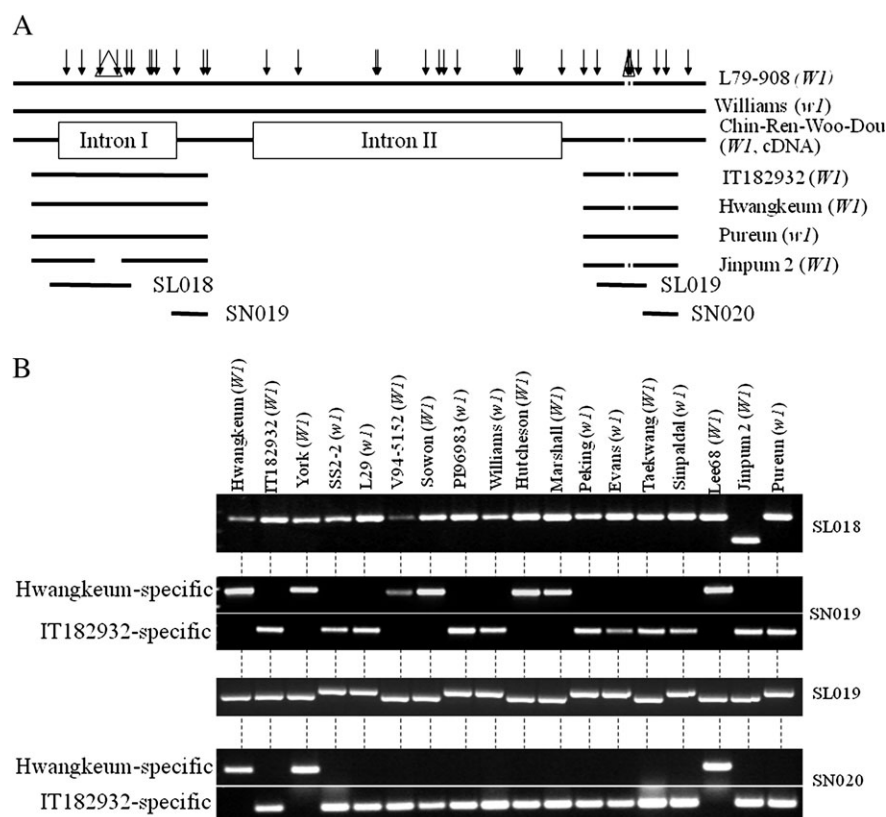 A
L79-908 (W1)
Williams (w1)
Intron I
Intron II
Chin-Ren-Woo-Dou
(W1, cDNA)
IT182932 (W1)
Hwangkeum (W1)
Pureun (w1)
Jinpum 2 (W1)
SL018
SL019
SN019
SN020
B
Hwangkeum (W1)
IT182932 (W1)
York (W1)
SS2-2 (w1)
L29 (w1)
V94-5152 (W1)
Sowon (W1)
PI96983 (w1)
Williams (w1)
Hutcheson (W1)
Marshall (W1)
Peking (w1)
Evans (w1)
Taekwang (W1)
Sinpaldal (w1)
Lee68 (W1)
Jinpum 2 (W1)
Pureun (w1)
SL018
Hwangkeum-specific
SN019
IT182932-specific
SL019
Hwangkeum-specific
SN020
IT182932-specific